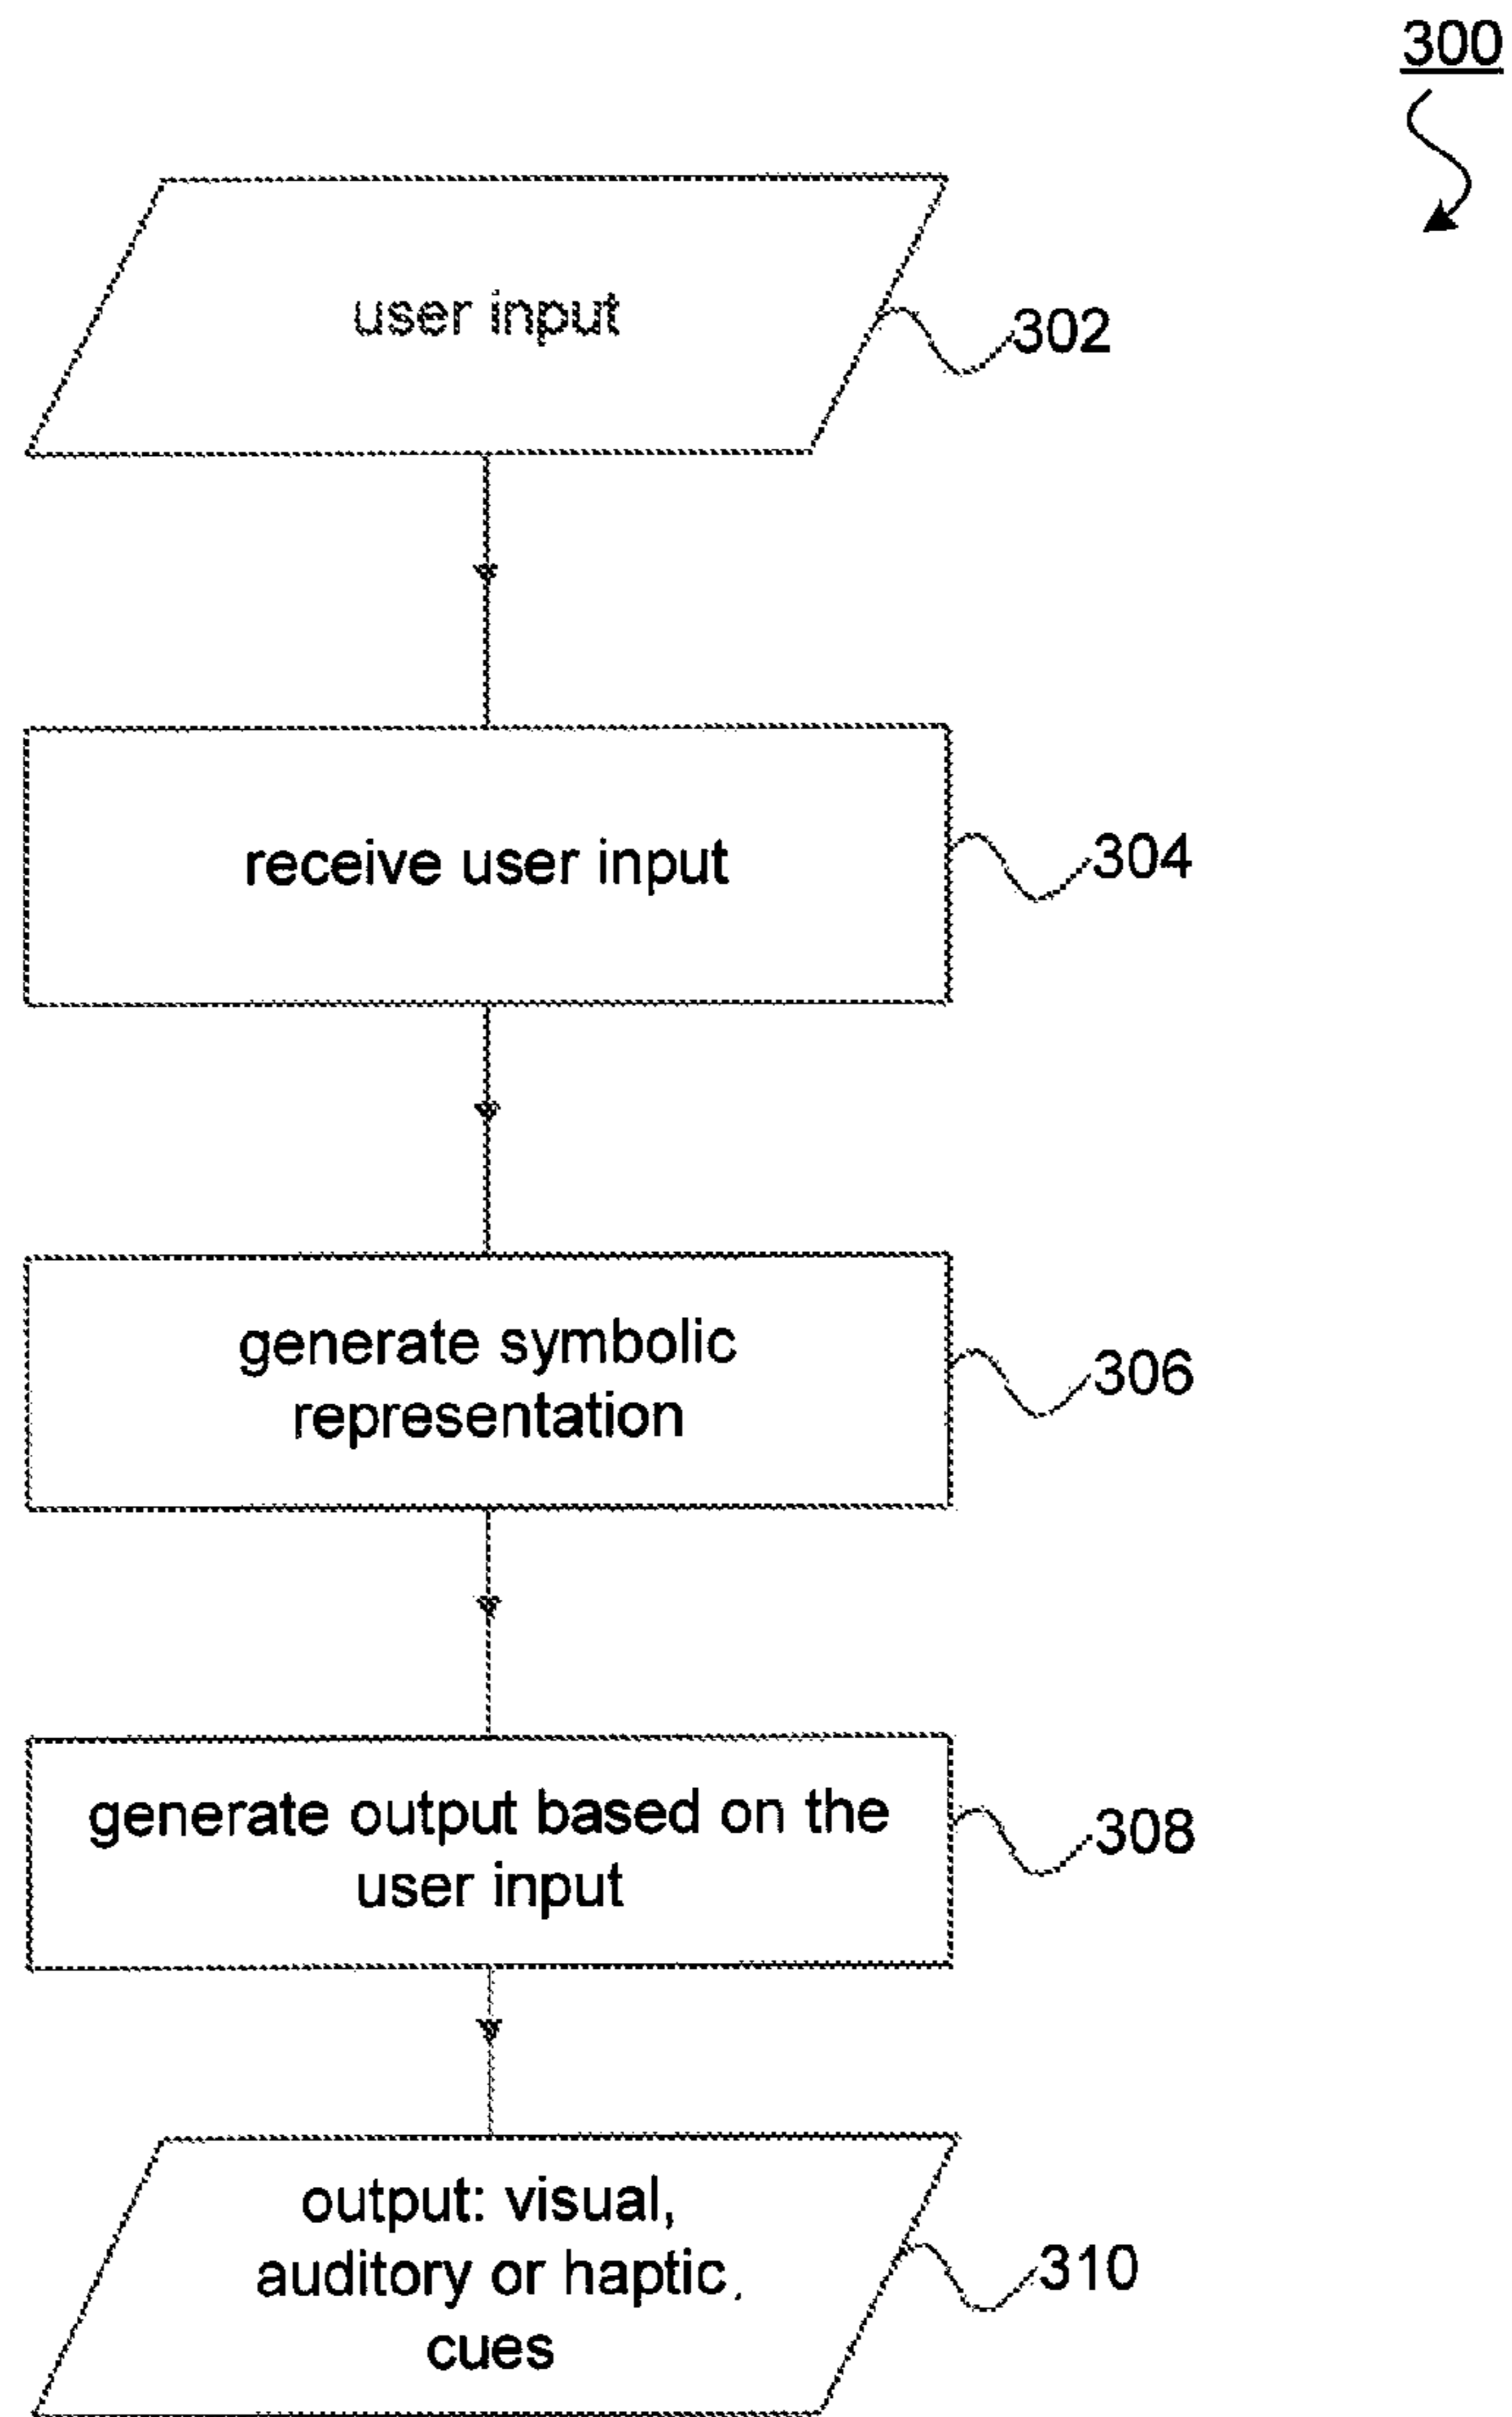 300
user input
302
receive user input
304
generate symbolic
representation
306
generate output based on the
user input
308
output: visual,
auditory or haptic,
cues
310